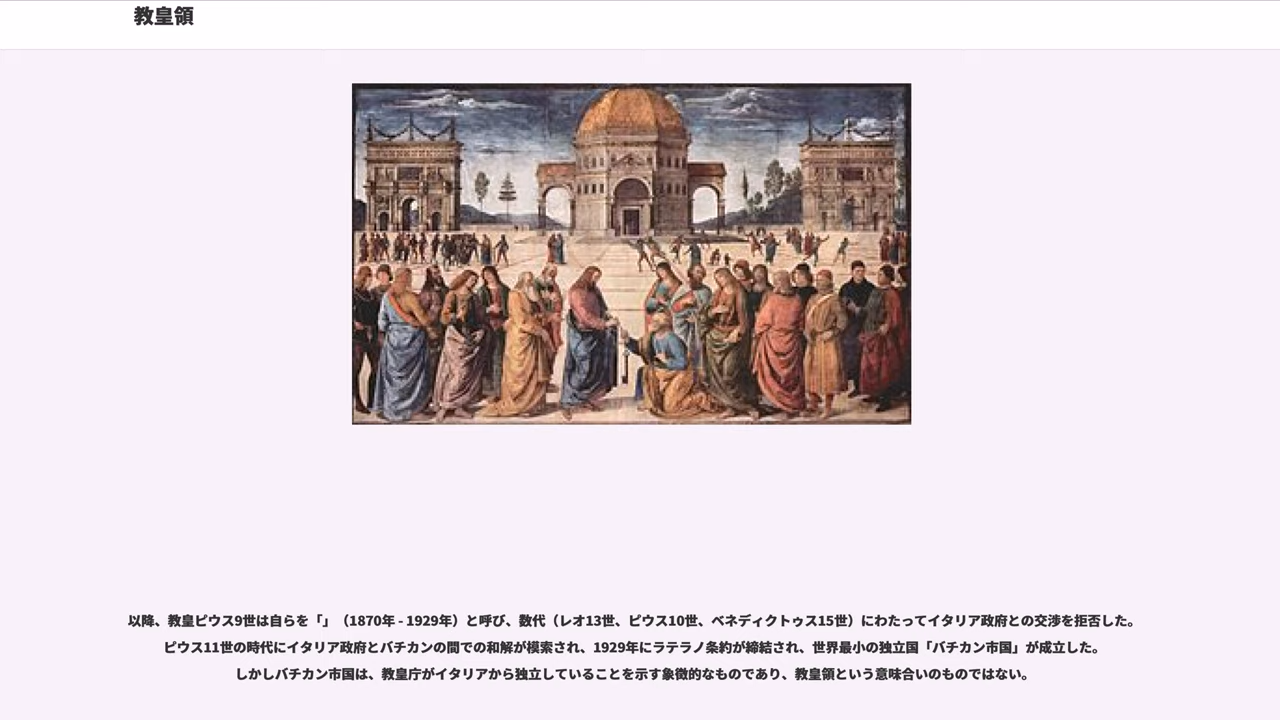 教皇領
以降、教皇ピウス9世は自らを「」（1870年 - 1929年）と呼び、数代（レオ13世、ピウス10世、ベネディクトゥス15世）にわたってイタリア政府との交渉を拒否した。
ピウス11世の時代にイタリア政府とバチカンの間での和解が模索され、1929年にラテラノ条約が締結され、世界最小の独立国「バチカン市国」が成立した。
しかしバチカン市国は、教皇庁がイタリアから独立していることを示す象徴的なものであり、教皇領という意味合いのものではない。